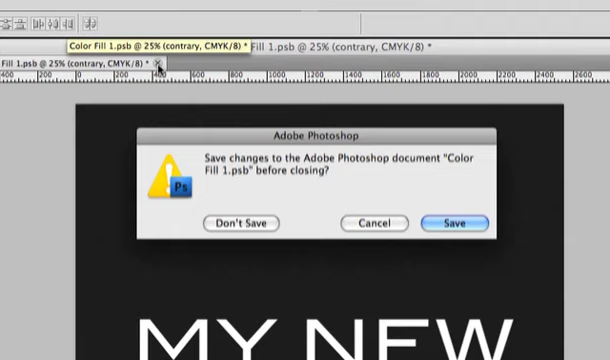 Color Fill 1.psb @ 25% (contrary, CMYK/8) *
Fill 1.psb @ 25% (contrary, CMYK/8) *
Fill 1.psb @ 25% (contrary, CMYK/8) *
400 200 0 200 400 600 800 1000 1200 1400 1600 1800 2000 2200 2400 2600
Adobe Photoshop
Save changes to the Adobe Photoshop document "Color
Fill 1.psb" before closing?
Ps
Don't Save Cancel Save
MY NEW